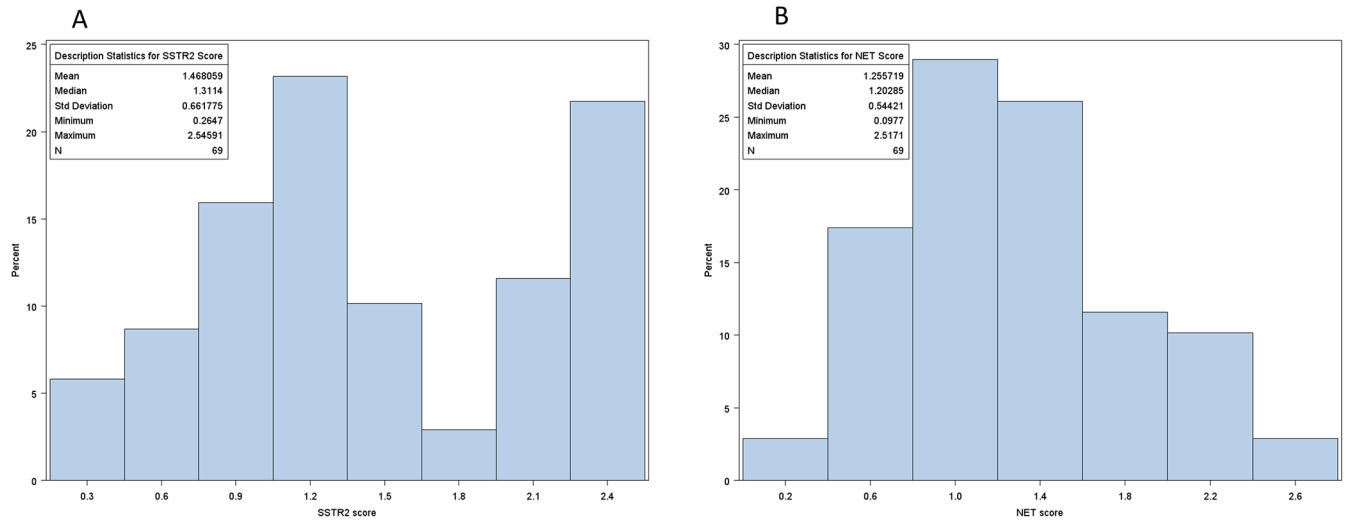 A
Description Statistics for SSTR2 Score
Mean 1.468059
Median 1.3114
Std Deviation 0.661775
Minimum 0.2647
Maximum 2.54591
N 69
25
20
15
10
5
0
Percent
0.3 0.6 0.9 1.2 1.5 1.8 2.1 2.4
SSTR2 score
B
Description Statistics for NET Score
Mean 1.255719
Median 1.20285
Std Deviation 0.54421
Minimum 0.0977
Maximum 2.5171
N 69
30
25
20
15
10
5
0
Percent
0.2 0.6 1.0 1.4 1.8 2.2 2.6
NET score